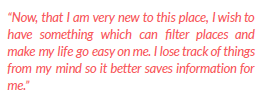 "Now, that I am very new to this place, I wish to
have something which can filter places and
make my life go easy on me. I lose track of things
from my mind so it better saves information for
me."